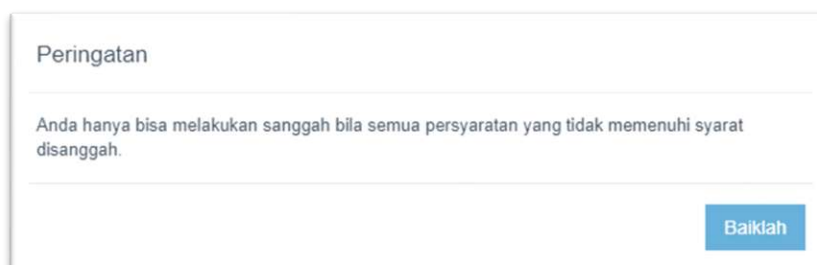 Peringatan
Anda hanya bisa melakukan sanggah bila semua persyaratan yang tidak memenuhi syarat
disanggah.
Baiklah